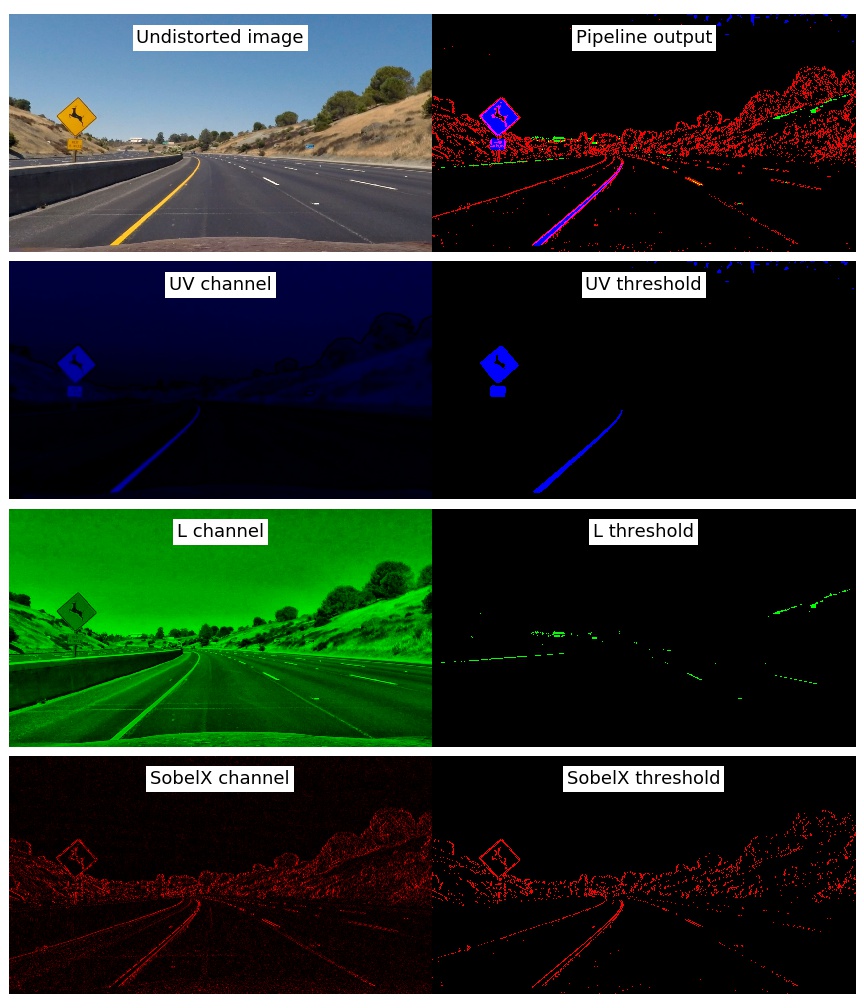 Undistorted image
Pipeline output
UV channel
UV threshold
L channel
L threshold
SobelX channel
SobelX threshold